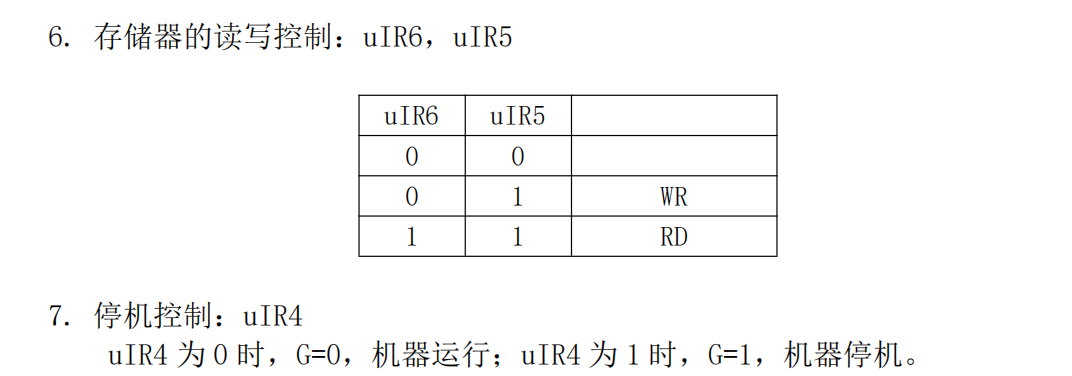 6. 存储器的读写控制：uIR6，uIR5
uIR6 uIR5
0 0
0 1 WR
1 1 RD
7. 停机控制：uIR4
uIR4 为 0 时，G=0，机器运行；uIR4 为 1 时，G=1，机器停机。